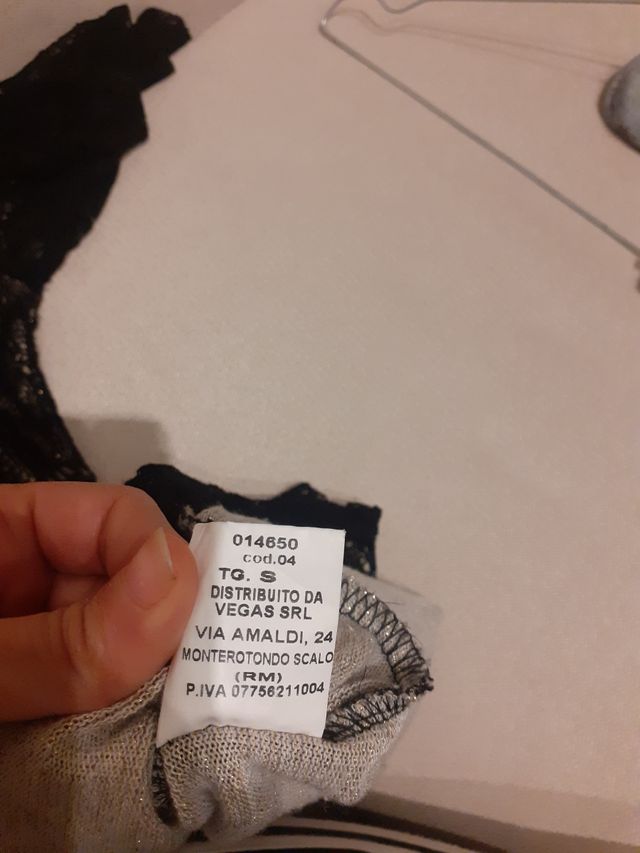 014650
cod.04
TG. S
DISTRIBUITO DA
VEGAS SRL
VIA AMALDI, 24
MONTEROTONDO SCALO
(RM)
P.IVA 07756211004